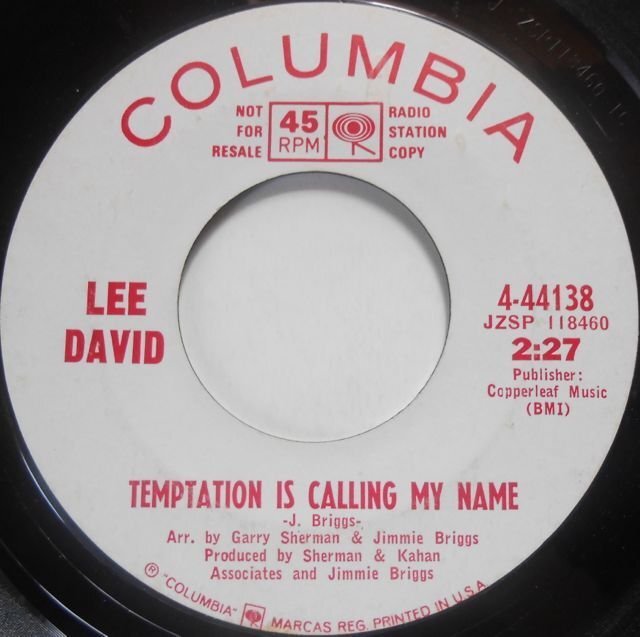 COLUMBIA
NOT FOR RESALE
45 RPM
RADIO STATION COPY
LEE DAVID
4-44138
JZSP 118460
2:27
Publisher:
Copperleaf Music
(BMI)
TEMPTATION IS CALLING MY NAME
-J. Briggs-
Arr. by Garry Sherman & Jimmie Briggs
Produced by Sherman & Kahan
Associates and Jimmie Briggs
Ⓡ "COLUMBIA" MARCAS REG. PRINTED IN U.S.A.